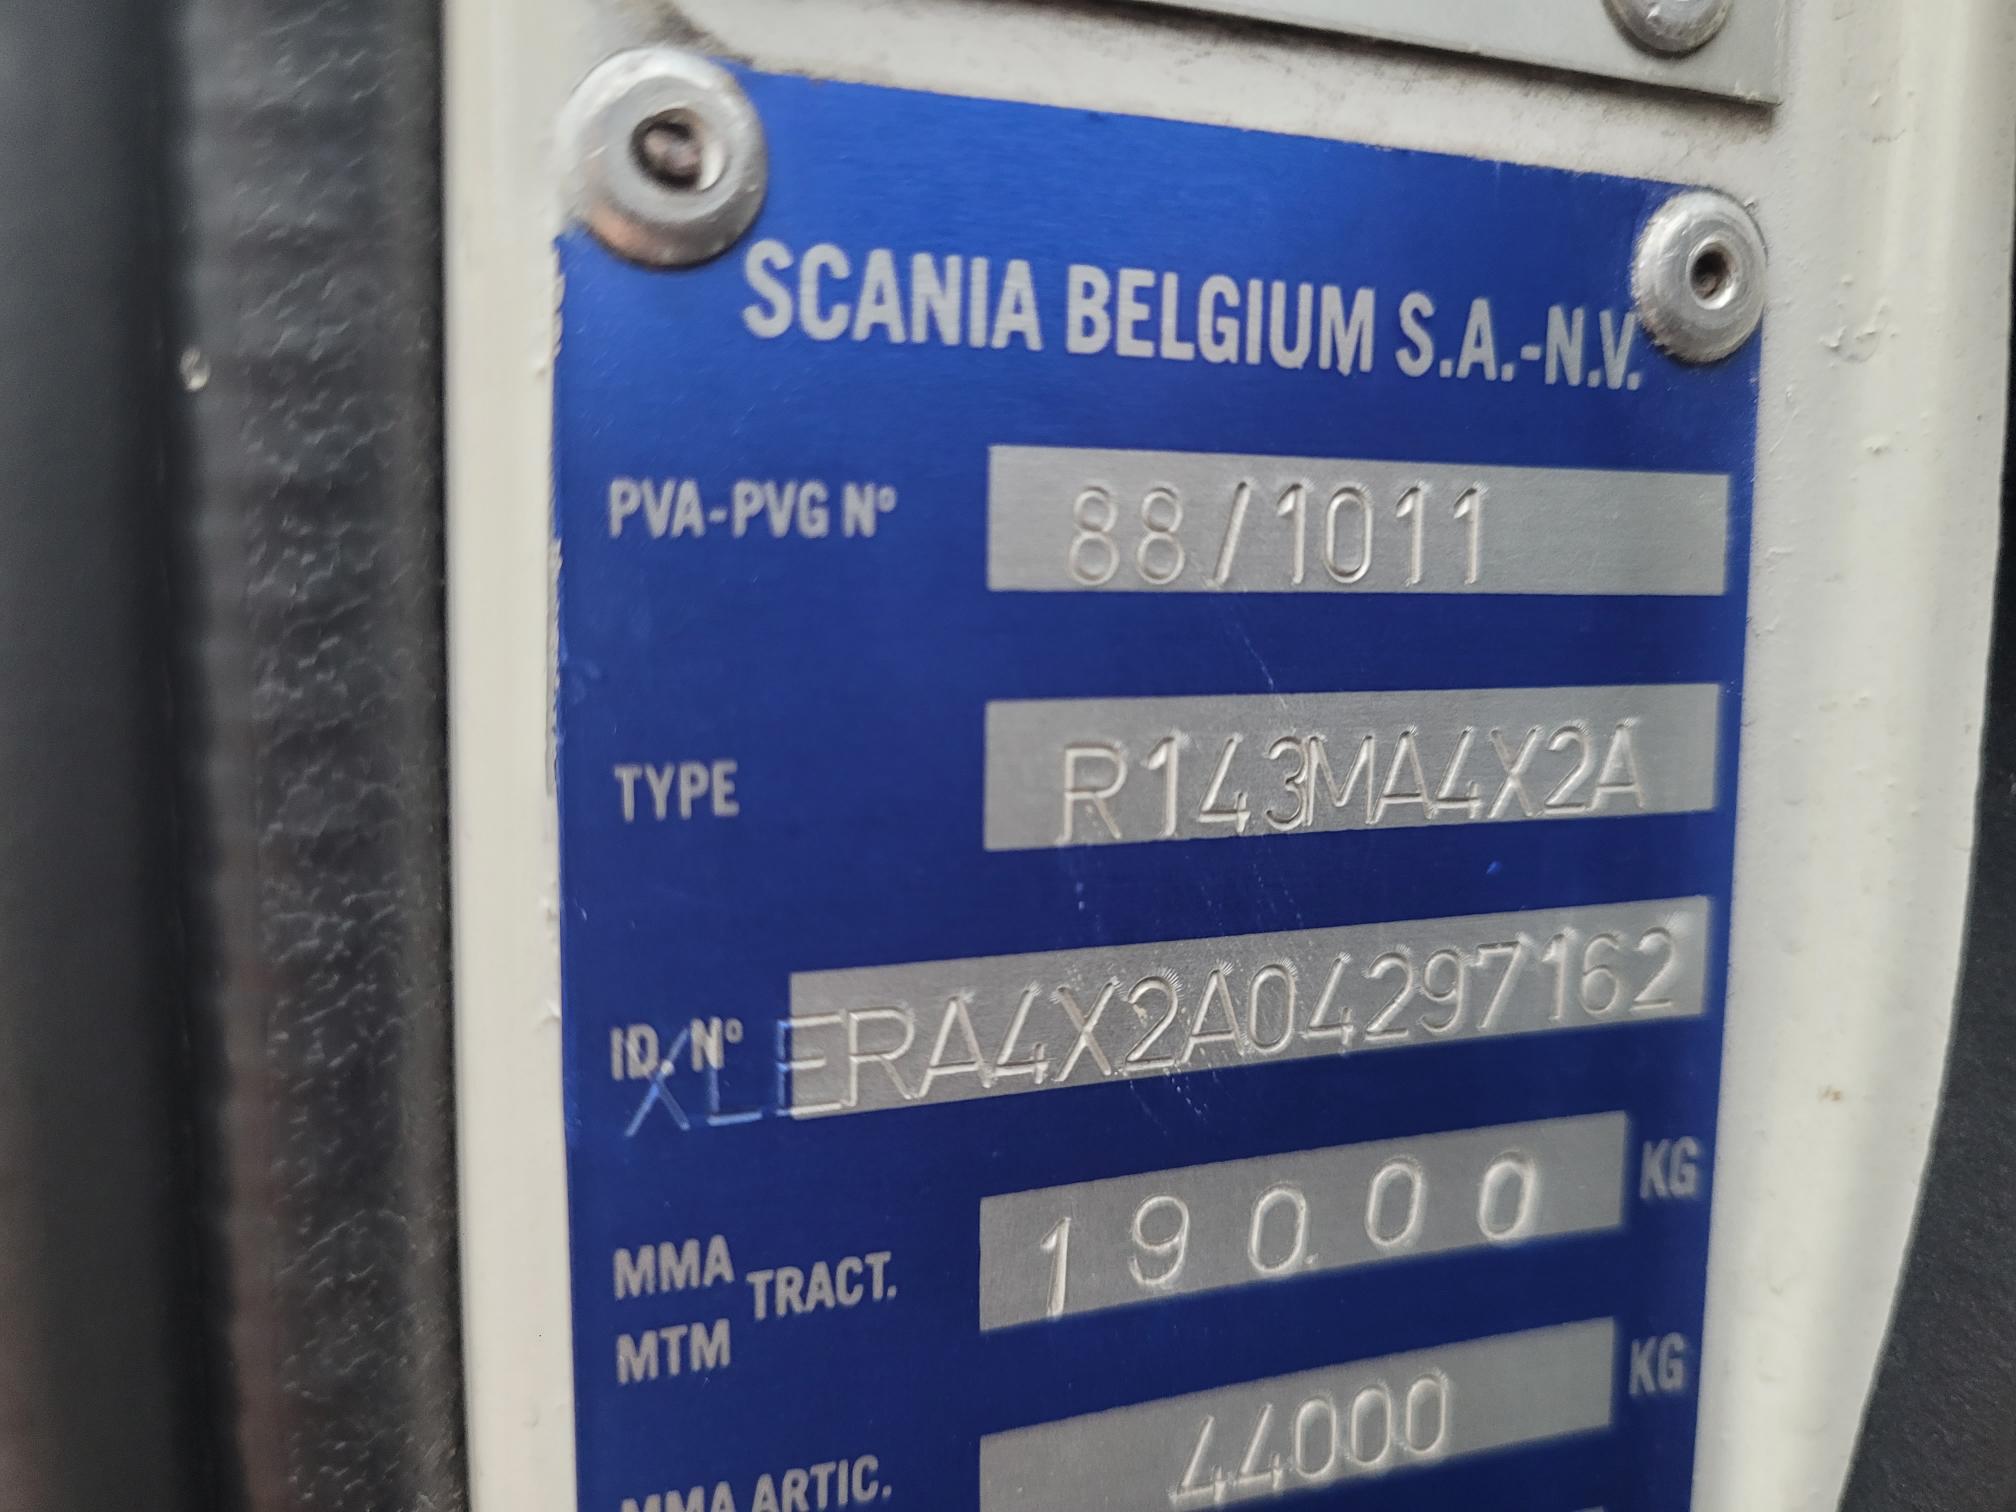 SCANIA BELGIUM S.A.-N.V.
PVA-PVG N° 88/1011
TYPE R143MA4X2A
ID. N° XLERA4X2A04297162
MMA MTM TRACT. 19000 KG
MMA ARTIC. 44000 KG